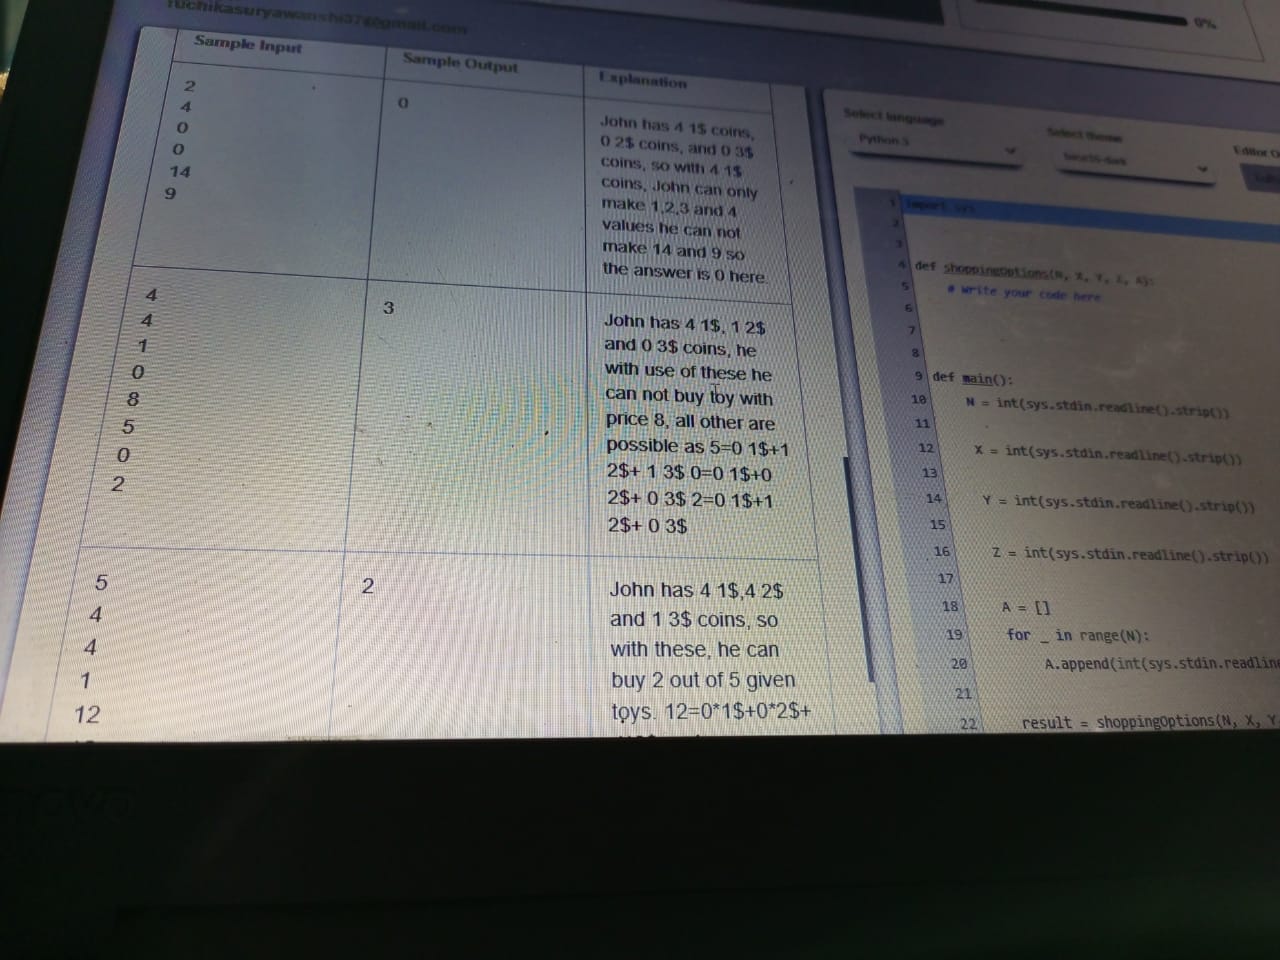 ruchikasuryawanshi37@gmail.com
Sample Input
Sample Output
Explanation
2
4
0
0
14
9
0
John has 4 1$ coins,
0 2$ coins, and 0 3$
coins, so with 4 1$
coins, John can only
make 1,2,3 and 4
values he can not
make 14 and 9 so
the answer is 0 here.
4
4
1
0
8
5
0
2
3
John has 4 1$, 1 2$
and 0 3$ coins, he
with use of these he
can not buy toy with
price 8, all other are
possible as 5=0 1$+1
2$+ 1 3$ 0=0 1$+0
2$+ 0 3$ 2=0 1$+1
2$+ 0 3$
5
4
4
1
12
2
John has 4 1$,4 2$
and 1 3$ coins, so
with these, he can
buy 2 out of 5 given
toys. 12=0*1$+0*2$+
0%
Select language
Select theme
Editor
Python 3
1 import sys
2
3
4 def shoppingOptions(N, X, Y, Z, A):
5 # Write your code here
6
7
8
9 def main():
10 N = int(sys.stdin.readline().strip())
11
12 X = int(sys.stdin.readline().strip())
13
14 Y = int(sys.stdin.readline().strip())
15
16 Z = int(sys.stdin.readline().strip())
17
18 A = []
19 for _ in range(N):
20 A.append(int(sys.stdin.readline
21
22 result = shoppingOptions(N, X, Y